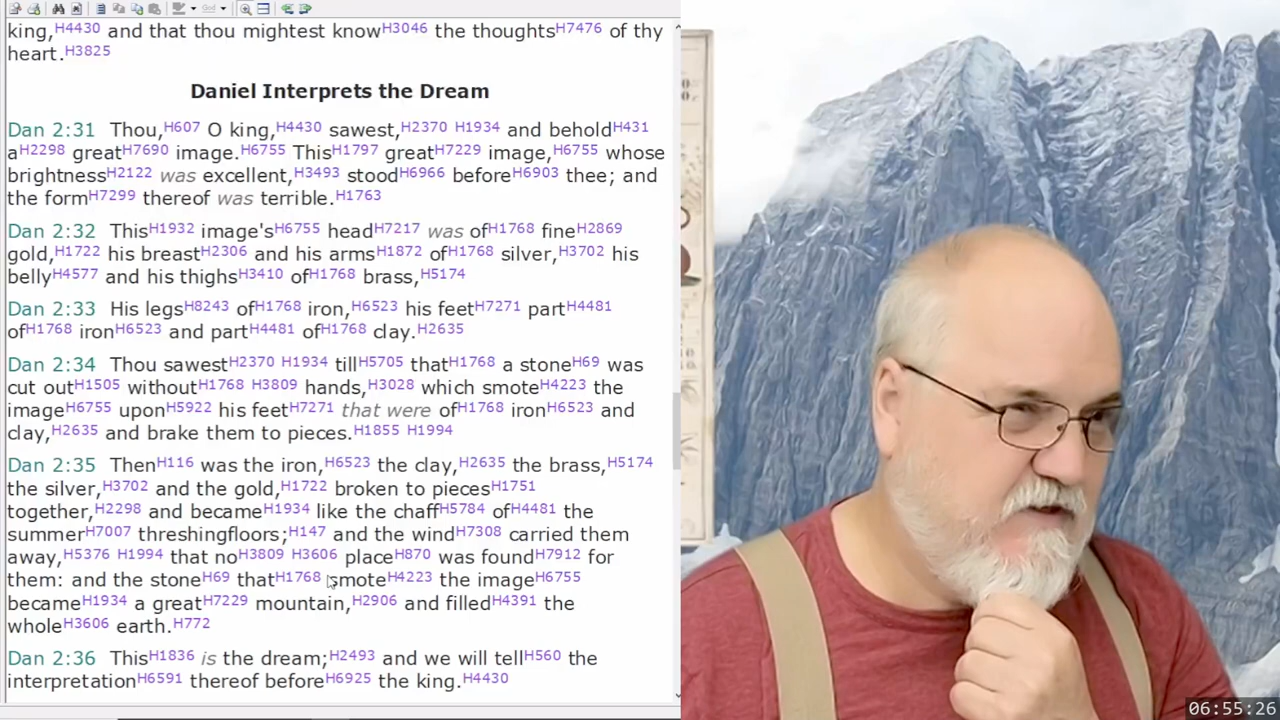 king,H4430 and that thou mightest knowH3046 the thoughtsH7476 of thy
heart.H3825
Daniel Interprets the Dream
Dan 2:31 Thou,H607 O king,H4430 sawest,H2370 H1934 and beholdH431
aH2298 greatH7690 image.H6755 ThisH1797 greatH7229 image,H6755 whose
brightnessH2122 was excellent,H3493 stoodH6966 beforeH6903 thee; and
the formH7299 thereof was terrible.H1763
Dan 2:32 ThisH1932 image'sH6755 headH7217 was ofH1768 fineH2869
gold,H1722 his breastH2306 and his armsH1872 ofH1768 silver,H3702 his
bellyH4577 and his thighsH3410 ofH1768 brass,H5174
Dan 2:33 His legsH8243 ofH1768 iron,H6523 his feetH7271 partH4481
ofH1768 ironH6523 and partH4481 ofH1768 clay.H2635
Dan 2:34 Thou sawestH2370 H1934 tillH5705 thatH1768 a stoneH69 was
cut outH1505 withoutH1768 H3809 hands,H3028 which smoteH4223 the
imageH6755 uponH5922 his feetH7271 that were ofH1768 ironH6523 and
clay,H2635 and brake them to pieces.H1855 H1994
Dan 2:35 ThenH116 was the iron,H6523 the clay,H2635 the brass,H5174
the silver,H3702 and the gold,H1722 broken to piecesH1751
together,H2298 and becameH1934 like the chaffH5784 ofH4481 the
summerH7007 threshingfloors;H147 and the windH7308 carried them
away,H5376 H1994 that noH3809 H3606 placeH870 was foundH7912 for
them: and the stoneH69 thatH1768 smoteH4223 the imageH6755
becameH1934 a greatH7229 mountain,H2906 and filledH4391 the
wholeH3606 earth.H772
Dan 2:36 ThisH1836 is the dream;H2493 and we will tellH560 the
interpretationH6591 thereof beforeH6925 the king.H4430
06:55:26